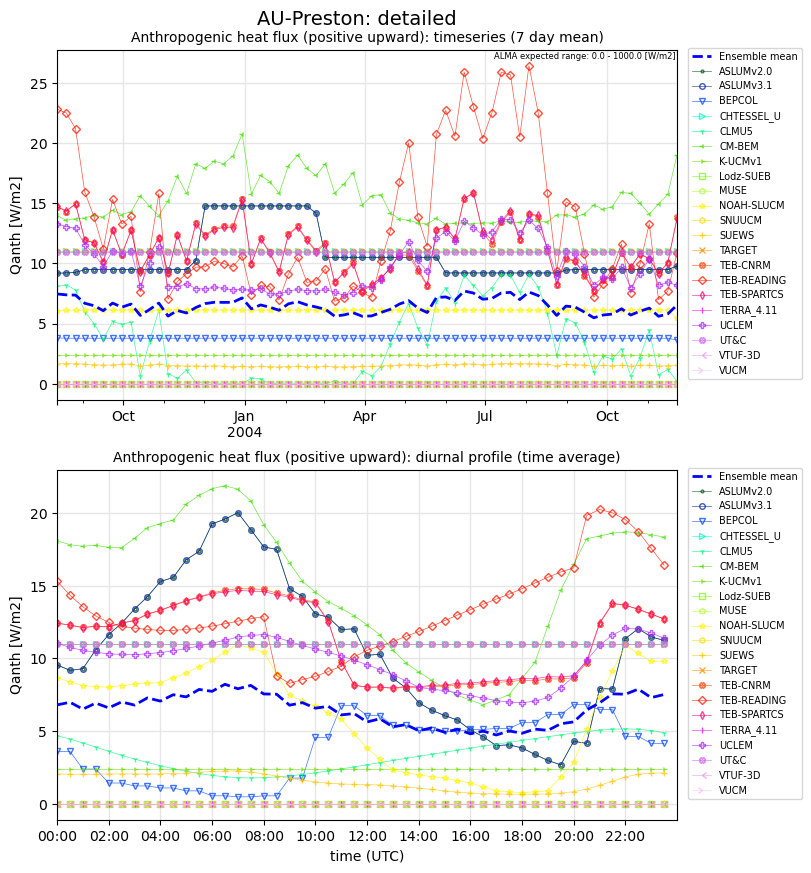 AU-Preston: detailed
Anthropogenic heat flux (positive upward): timeseries (7 day mean)
ALMA expected range: 0.0 - 1000.0 [W/m2]
Qanth [W/m2]
25
20
15
10
5
0
Oct
Jan
2004
Apr
Jul
Oct
Ensemble mean
ASLUMv2.0
ASLUMv3.1
BEPCOL
CHTESSEL_U
CLMU5
CM-BEM
K-UCMv1
Lodz-SUEB
MUSE
NOAH-SLUCM
SNUUCM
SUEWS
TARGET
TEB-CNRM
TEB-READING
TEB-SPARTCS
TERRA_4.11
UCLEM
UT&C
VTUF-3D
VUCM
Anthropogenic heat flux (positive upward): diurnal profile (time average)
Qanth [W/m2]
20
15
10
5
0
00:00
02:00
04:00
06:00
08:00
10:00
12:00
14:00
16:00
18:00
20:00
22:00
time (UTC)
Ensemble mean
ASLUMv2.0
ASLUMv3.1
BEPCOL
CHTESSEL_U
CLMU5
CM-BEM
K-UCMv1
Lodz-SUEB
MUSE
NOAH-SLUCM
SNUUCM
SUEWS
TARGET
TEB-CNRM
TEB-READING
TEB-SPARTCS
TERRA_4.11
UCLEM
UT&C
VTUF-3D
VUCM